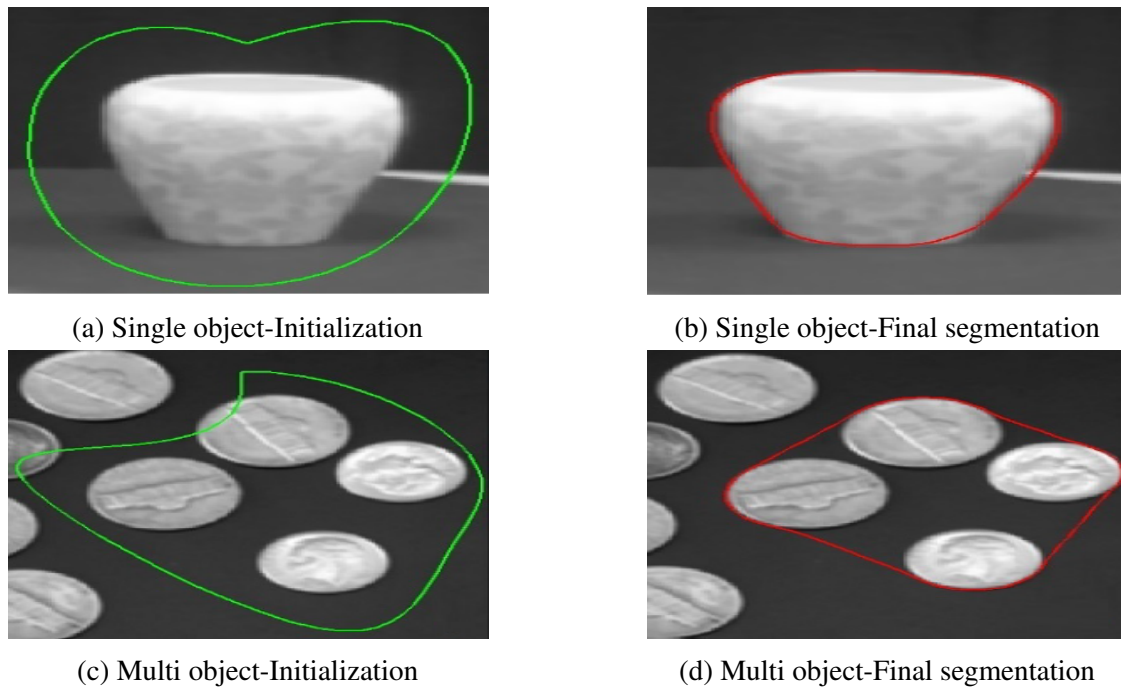 (a) Single object-Initialization
(b) Single object-Final segmentation
(c) Multi object-Initialization
(d) Multi object-Final segmentation